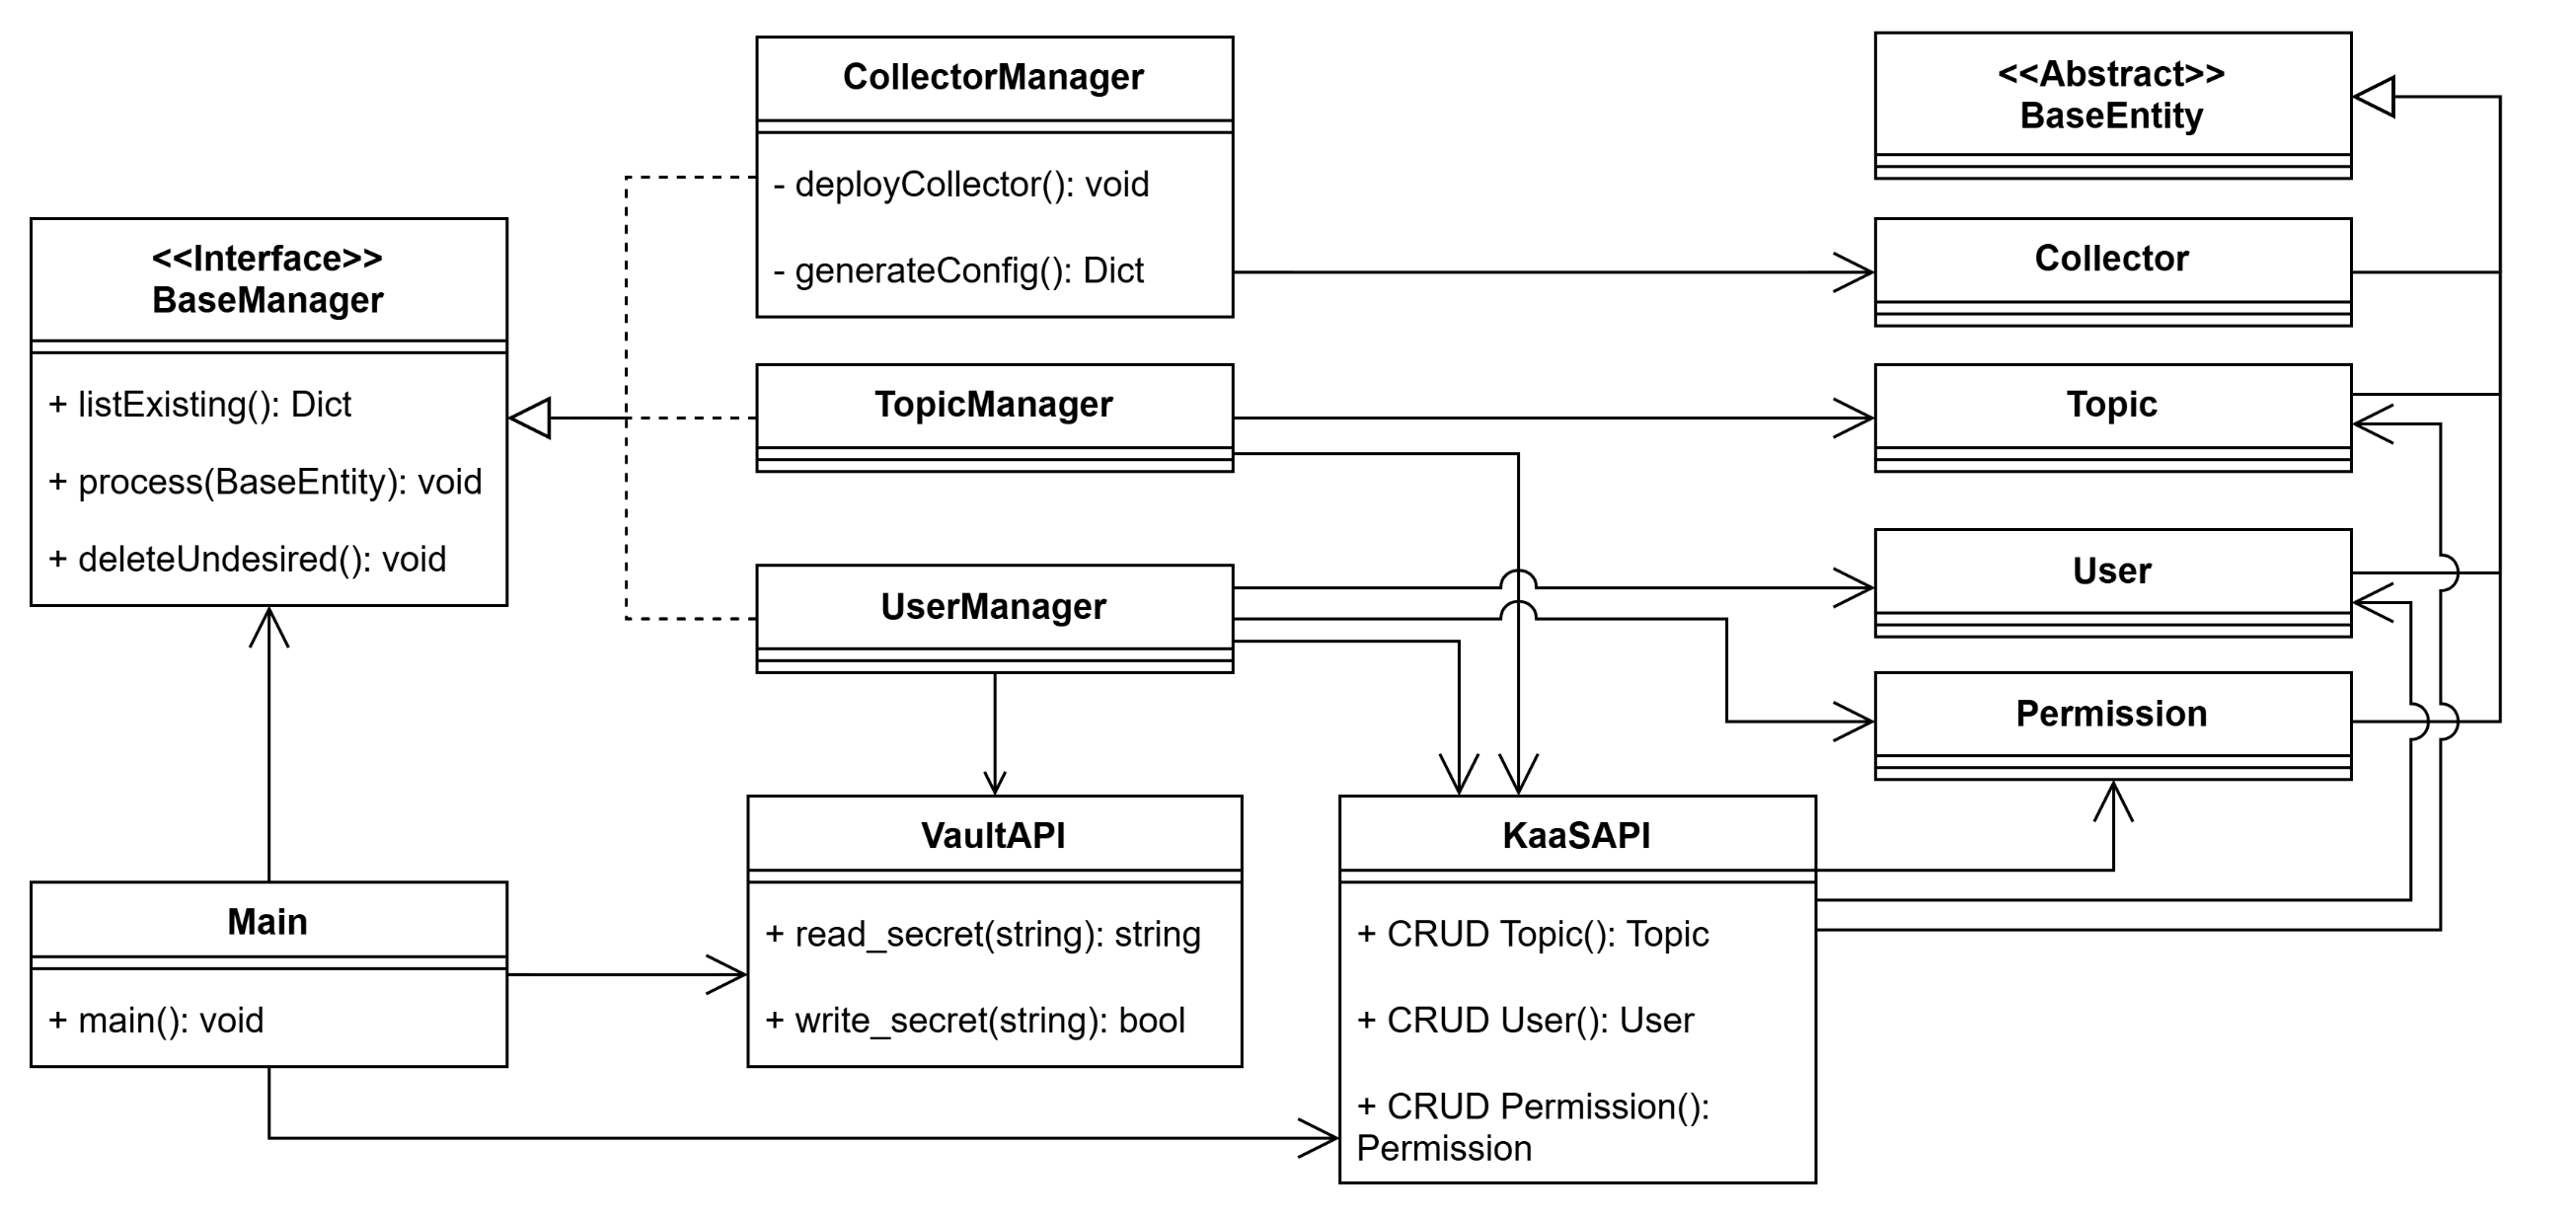 CollectorManager
- deployCollector(): void
- generateConfig(): Dict
<<Abstract>>
BaseEntity
<<Interface>>
BaseManager
+ listExisting(): Dict
+ process(BaseEntity): void
+ deleteUndesired(): void
Collector
TopicManager
Topic
UserManager
User
Permission
Main
+ main(): void
VaultAPI
+ read_secret(string): string
+ write_secret(string): bool
KaaSAPI
+ CRUD Topic(): Topic
+ CRUD User(): User
+ CRUD Permission():
Permission